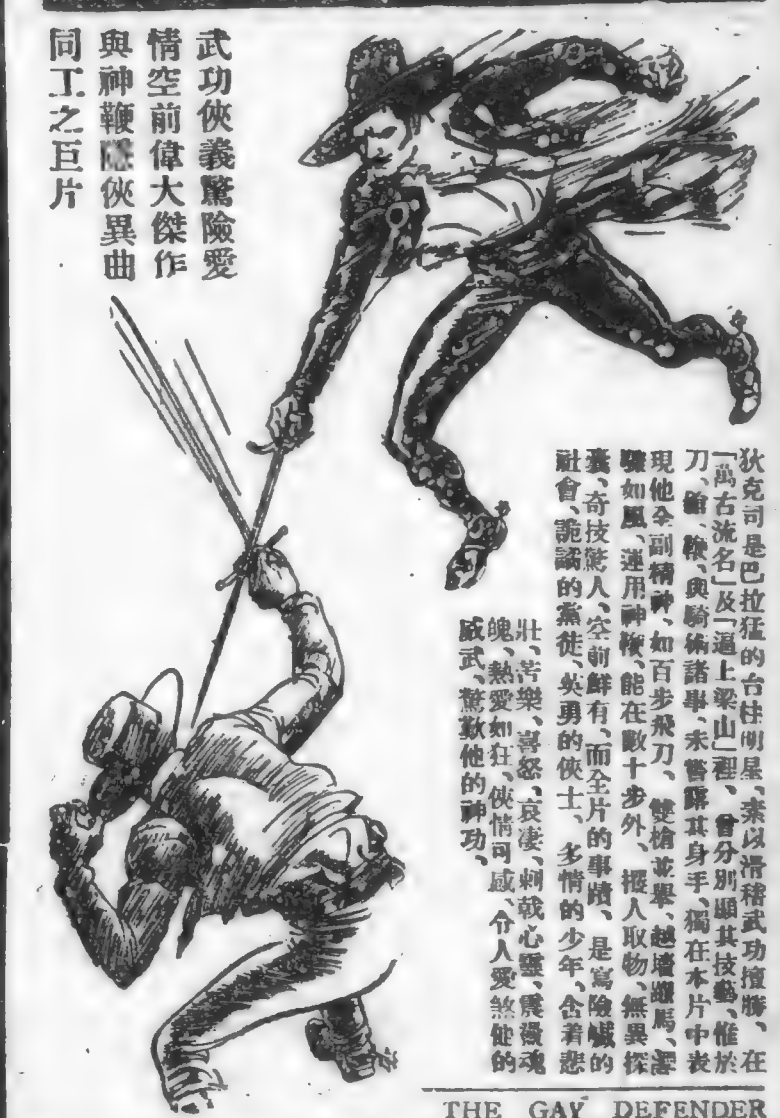 武功俠義驚險愛
情空前偉大傑作
與神鞭俠異曲
同工之巨片
狄克司是巴拉猛的台柱明星、素以滑稽武功擅勝、在
「萬古流名」及「逼上梁山」裡、曾分別顯其技藝、惟於
刀、鎗、鞭、與騎術諸事、未嘗露其身手、獨在本片中表
現他全副精神、如百步飛刀、雙槍並舉、越墻躍馬、
如風、運用神鞭、能在數十步外、攫人取物、無異探
囊、奇技驚人、空前鮮有、而全片的事蹟、是寫險巇的
社會、詭譎的黨徒、英勇的俠士、多情的少年、含着悲
壯、苦樂、喜怒、哀凄、刺戟心靈、震盪魂
魄、熱愛如狂、俠情可感、令人愛煞他的
威武、驚歎他的神功、
THE GAY DEFENDER